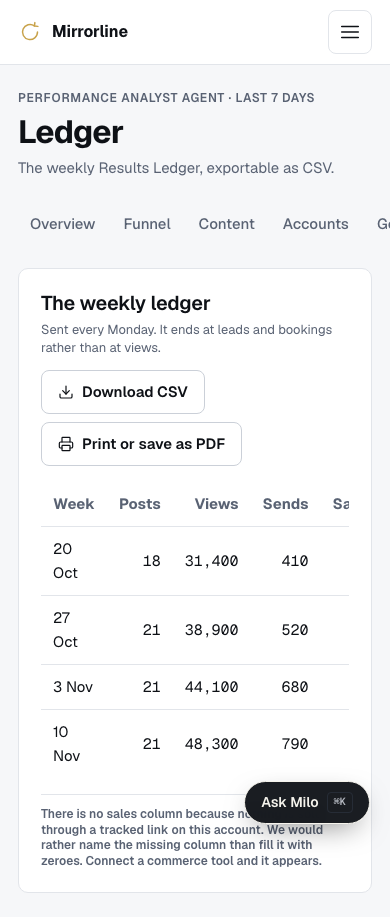 Mirrorline
PERFORMANCE ANALYST AGENT · LAST 7 DAYS
Ledger
The weekly Results Ledger, exportable as CSV.
Overview Funnel Content Accounts
The weekly ledger
Sent every Monday. It ends at leads and bookings
rather than at views.
Download CSV
Print or save as PDF
Week Posts Views Sends
20 Oct 18 31,400 410
27 Oct 21 38,900 520
3 Nov 21 44,100 680
10 Nov 21 48,300 790
There is no sales column because
through a tracked link on this account. We would
rather name the missing column than fill it with
zeroes. Connect a commerce tool and it appears.
Ask Milo ⌘K